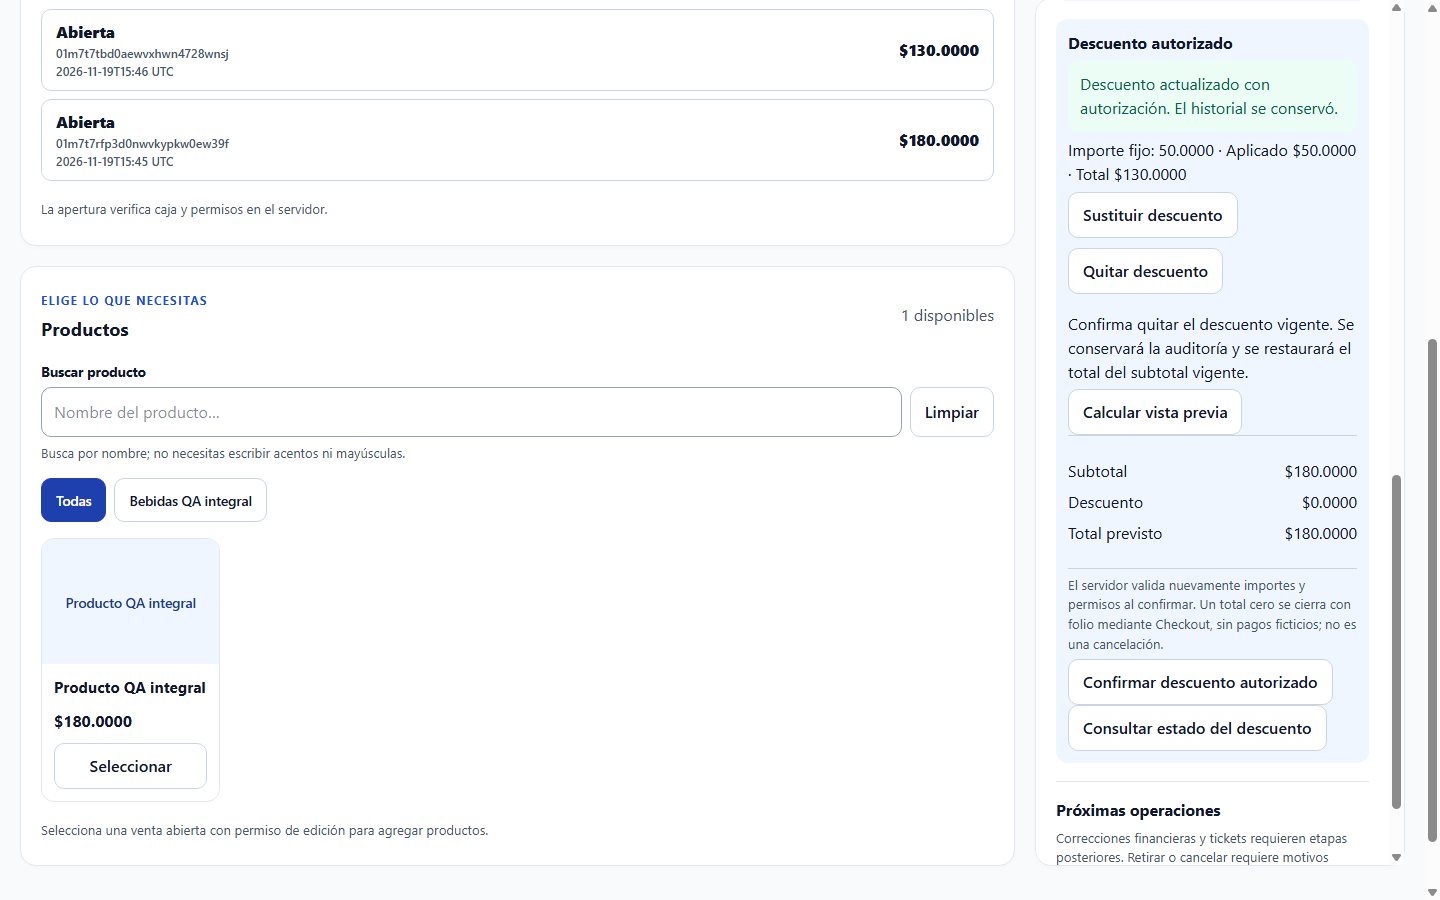 Abierta
01m7t7tbd0aewvxhwn4728wnsj
2026-11-19T15:46 UTC
$130.0000
Abierta
01m7t7rfp3d0nwvkypkw0ew39f
2026-11-19T15:45 UTC
$180.0000
La apertura verifica caja y permisos en el servidor.
ELIGE LO QUE NECESITAS
Productos
1 disponibles
Buscar producto
Nombre del producto...
Limpiar
Busca por nombre; no necesitas escribir acentos ni mayúsculas.
Todas
Bebidas QA integral
Producto QA integral
Producto QA integral
$180.0000
Seleccionar
Selecciona una venta abierta con permiso de edición para agregar productos.
Descuento autorizado
Descuento actualizado con
autorización. El historial se conservó.
Importe fijo: 50.0000 · Aplicado $50.0000
· Total $130.0000
Sustituir descuento
Quitar descuento
Confirma quitar el descuento vigente. Se
conservará la auditoría y se restaurará el
total del subtotal vigente.
Calcular vista previa
Subtotal $180.0000
Descuento $0.0000
Total previsto $180.0000
El servidor valida nuevamente importes y
permisos al confirmar. Un total cero se cierra con
folio mediante Checkout, sin pagos ficticios; no es
una cancelación.
Confirmar descuento autorizado
Consultar estado del descuento
Próximas operaciones
Correcciones financieras y tickets requieren etapas
posteriores. Retirar o cancelar requiere motivos